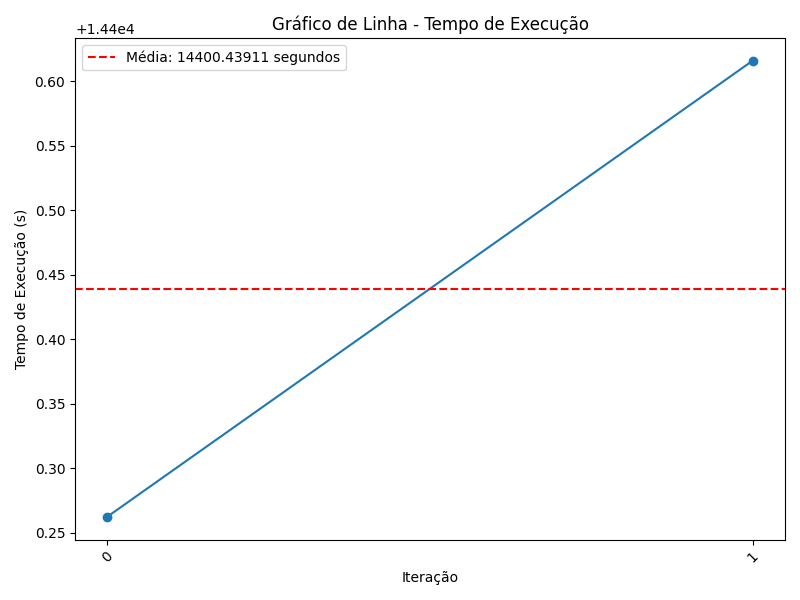 Gráfico de Linha - Tempo de Execução
+1.44e4
Média: 14400.43911 segundos
0.60
0.55
0.50
0.45
0.40
0.35
0.30
0.25
Tempo de Execução (s)
0
1
Iteração